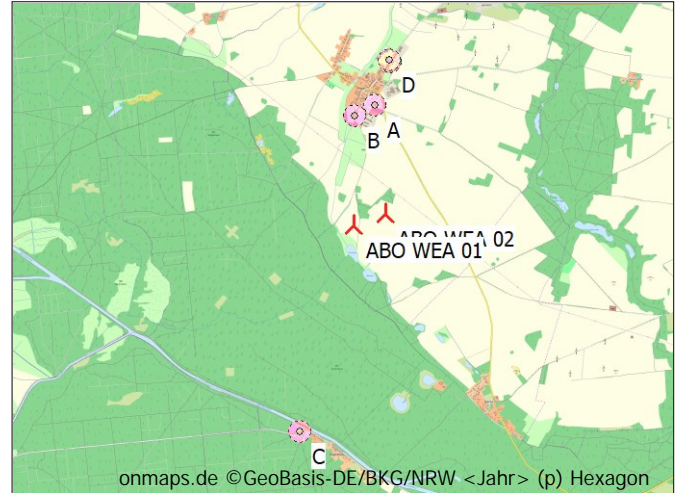 D
A
B
ABO WEA 02
ABO WEA 01
C
onmaps.de ©GeoBasis-DE/BKG/NRW <Jahr> (p) Hexagon